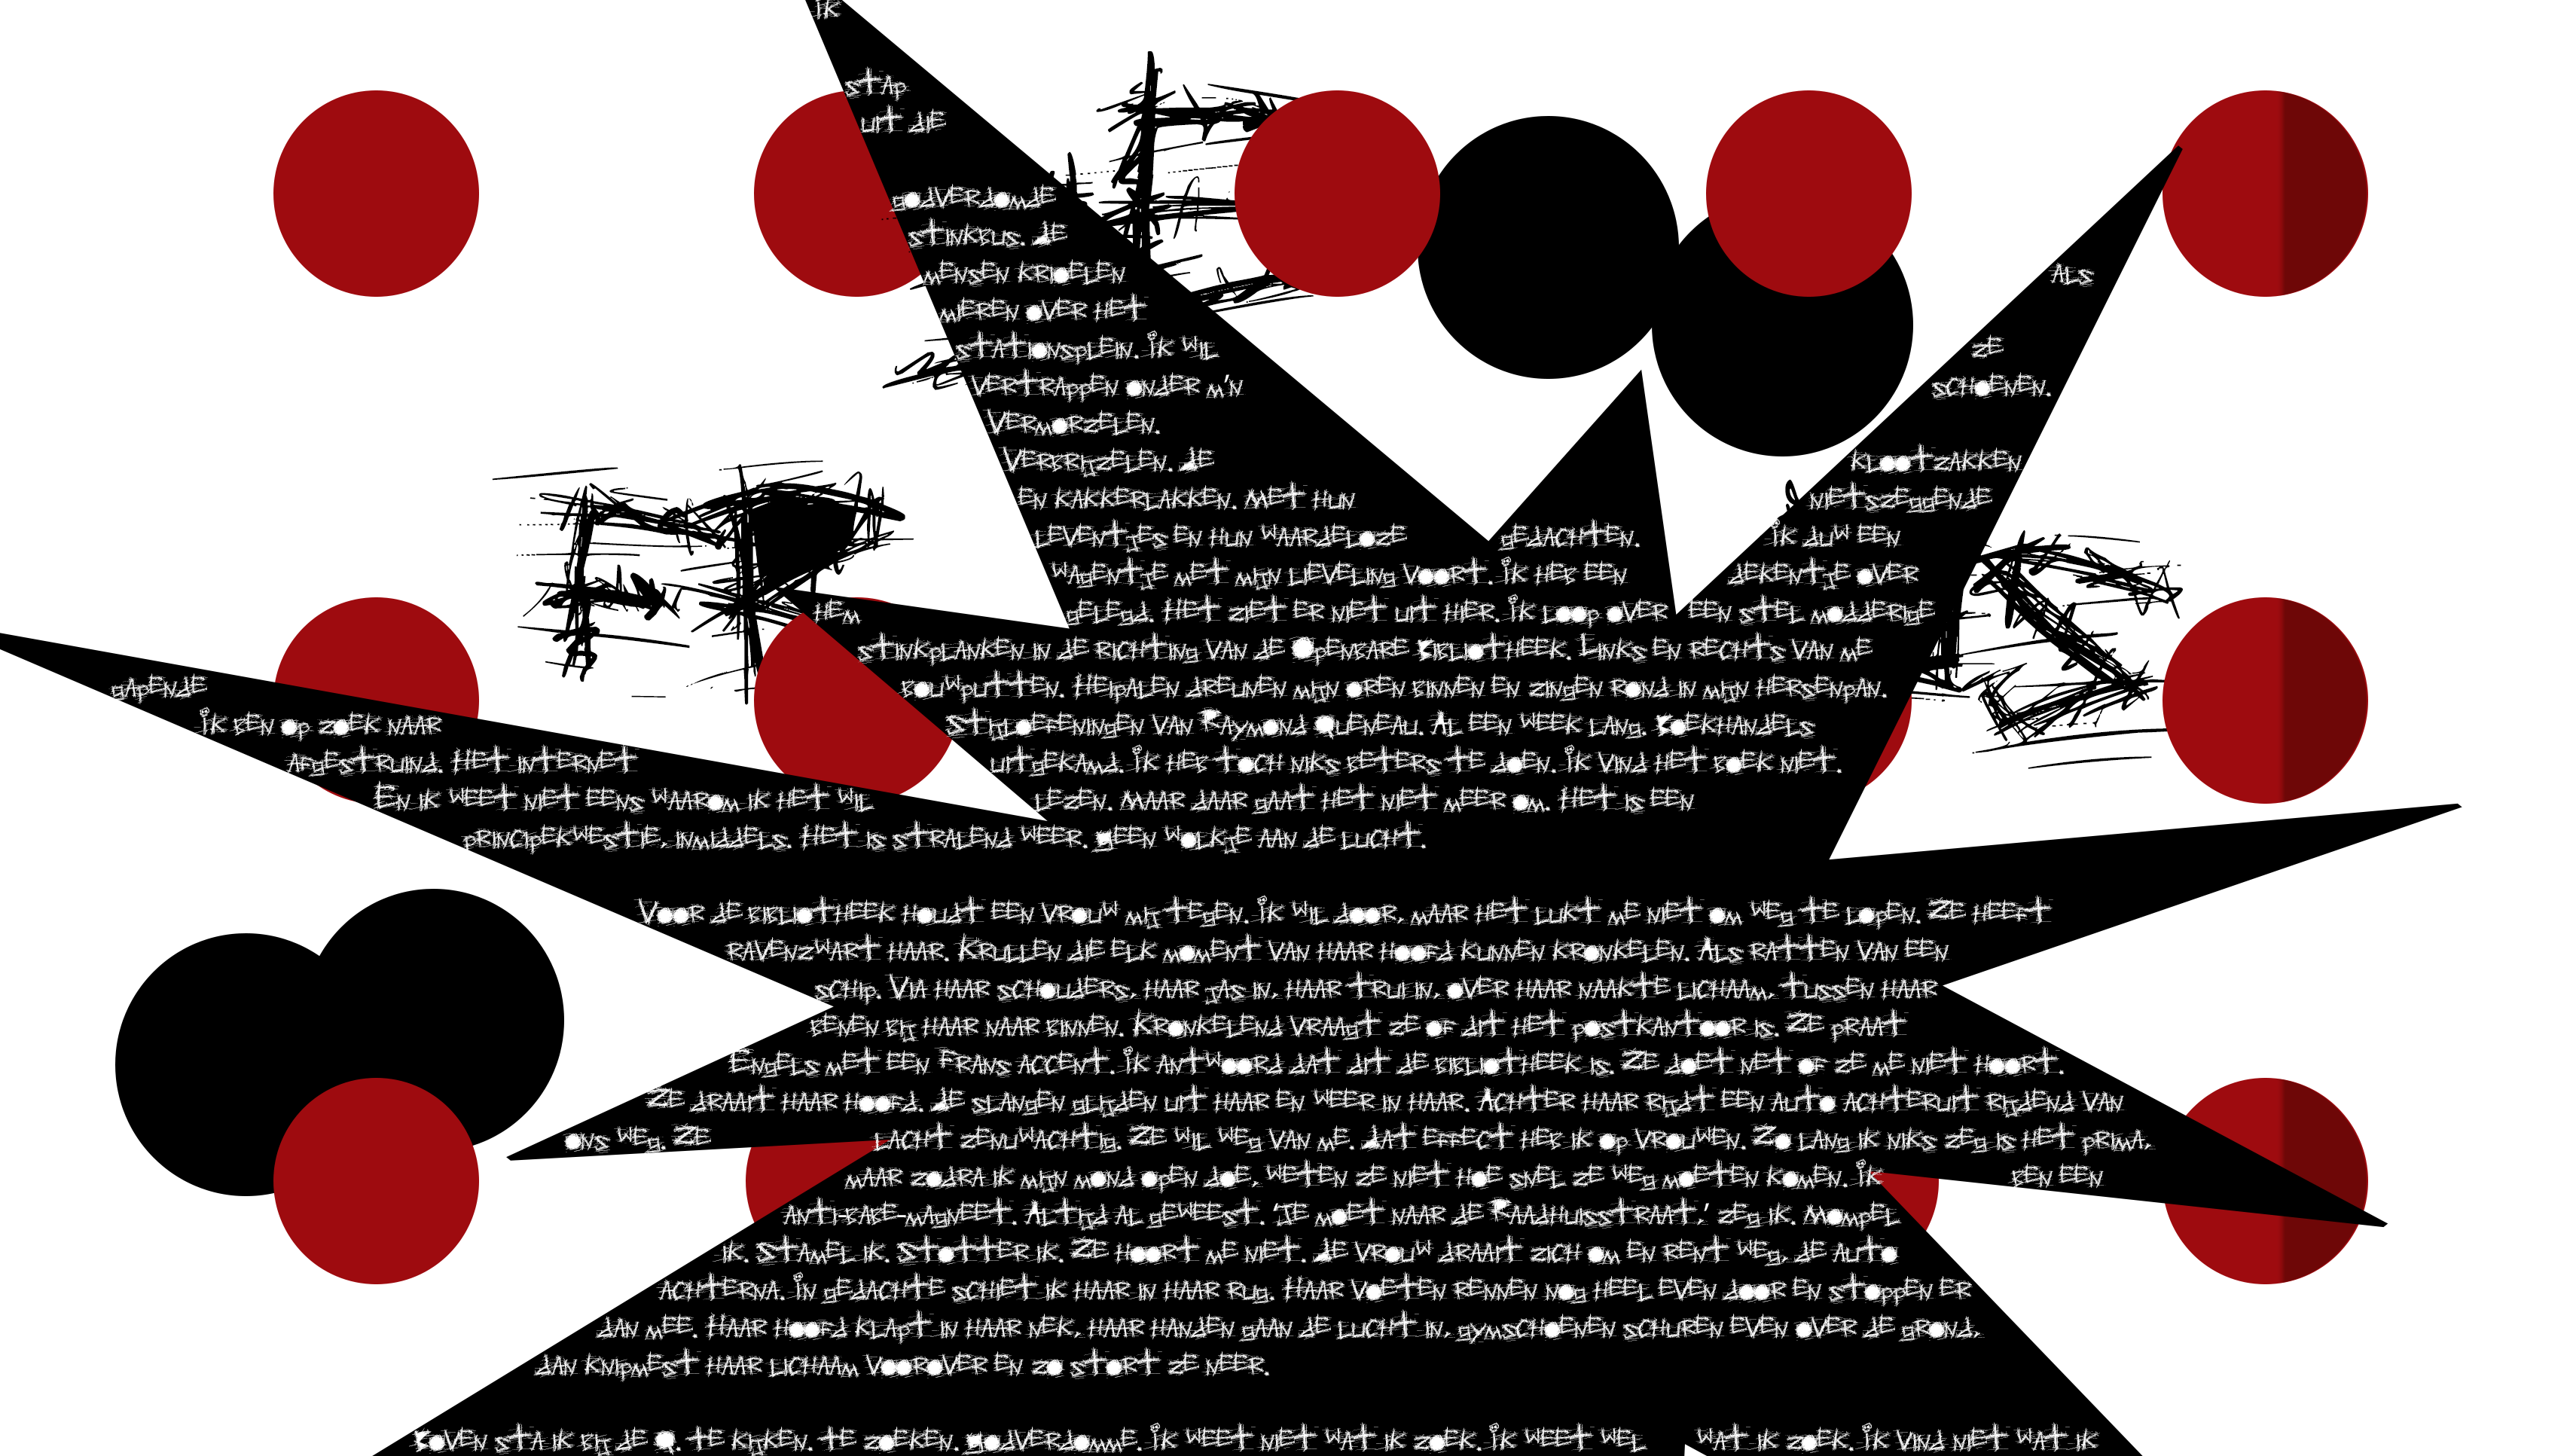 Ik
stap
uit die
godverdomde
stinkbus. De
mensen krioelen als
mieren over het
stationsplein. Ik wil ze
vertrappen onder m'n schoenen.
Vermorzelen.
Verbrijzelen. De klootzakken
en kakkerlakken. Met hun nietszeggende
leventjes en hun waardeloze gedachten. Ik duw een
wagentje met mijn lieveling voort. Ik heb een dekentje over
hem gelegd. Het ziet er niet uit hier. Ik loop over een stel modderige
stinkplanken in de richting van de Openbare Bibliotheek. Links en rechts van me
gapende bouwputten. Heipalen dreunen mijn oren binnen en zingen rond in mijn hersenpan.
Ik ben op zoek naar Stijloefeningen van Raymond Queneau. Al een week lang. Boekhandels
afgestruind. Het internet uitgekamd. Ik heb toch niks beters te doen. Ik vind het boek niet.
En ik weet niet eens waarom ik het wil lezen. Maar daar gaat het niet meer om. Het is een
principekwestie, inmiddels. Het is stralend weer. Geen wolkje aan de lucht.
Voor de bibliotheek houdt een vrouw mij tegen. Ik wil door, maar het lukt me niet om weg te lopen. Ze heeft
ravenzwart haar. Krullen die elk moment van haar hoofd kunnen kronkelen. Als ratten van een
schip. Via haar schouders, haar jas in, haar trui in, over haar naakte lichaam, tussen haar
benen bij haar naar binnen. Kronkelend vraagt ze of dit het postkantoor is. Ze praat
Engels met een Frans accent. Ik antwoord dat dit de bibliotheek is. Ze doet net of ze me niet hoort.
Ze draait haar hoofd. De slangen glijden uit haar en weer in haar. Achter haar rijdt een auto achteruit rijdend van
ons weg. Ze lacht zenuwachtig. Ze wil weg van me. Dat effect heb ik op vrouwen. Zo lang ik niks zeg is het prima,
maar zodra ik mijn mond open doe, weten ze niet hoe snel ze weg moeten komen. Ik ben een
anti-babe-magneet. Altijd al geweest. 'Je moet naar de Raadhuisstraat,' zeg ik. Mompel
ik. Stamel ik. Stotter ik. Ze hoort me niet. De vrouw draait zich om en rent weg, de auto
achterna. In gedachte schiet ik haar in haar rug. Haar voeten rennen nog heel even door en stoppen er
dan mee. Haar hoofd klapt in haar nek, haar handen gaan de lucht in, gymschoenen schuren even over de grond,
dan knipmest haar lichaam voorover en zo stort ze neer.
Boven sta ik bij de Q. Te kijken. Te zoeken. Godverdomme. Ik weet niet wat ik zoek. Ik weet wel wat ik zoek. Ik vind niet wat ik